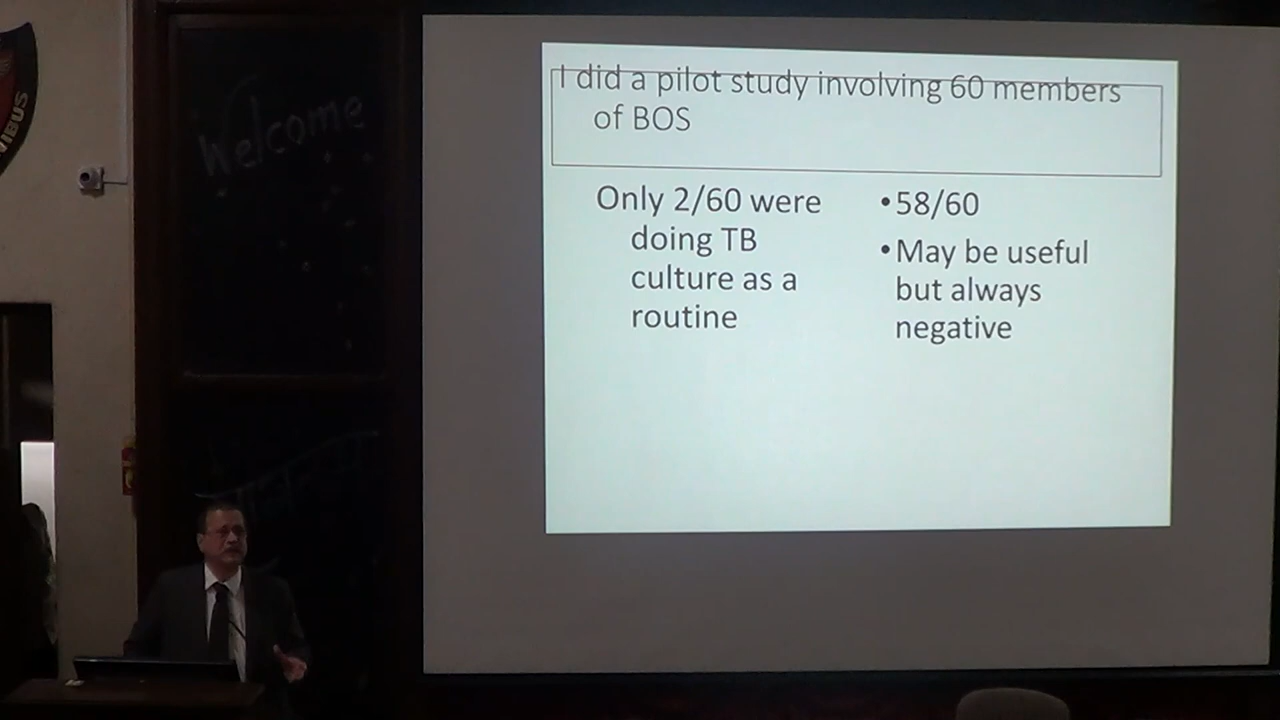 Welcome
I did a pilot study involving 60 members
of BOS
Only 2/60 were
doing TB
culture as a
routine
•58/60
•May be useful
but always
negative